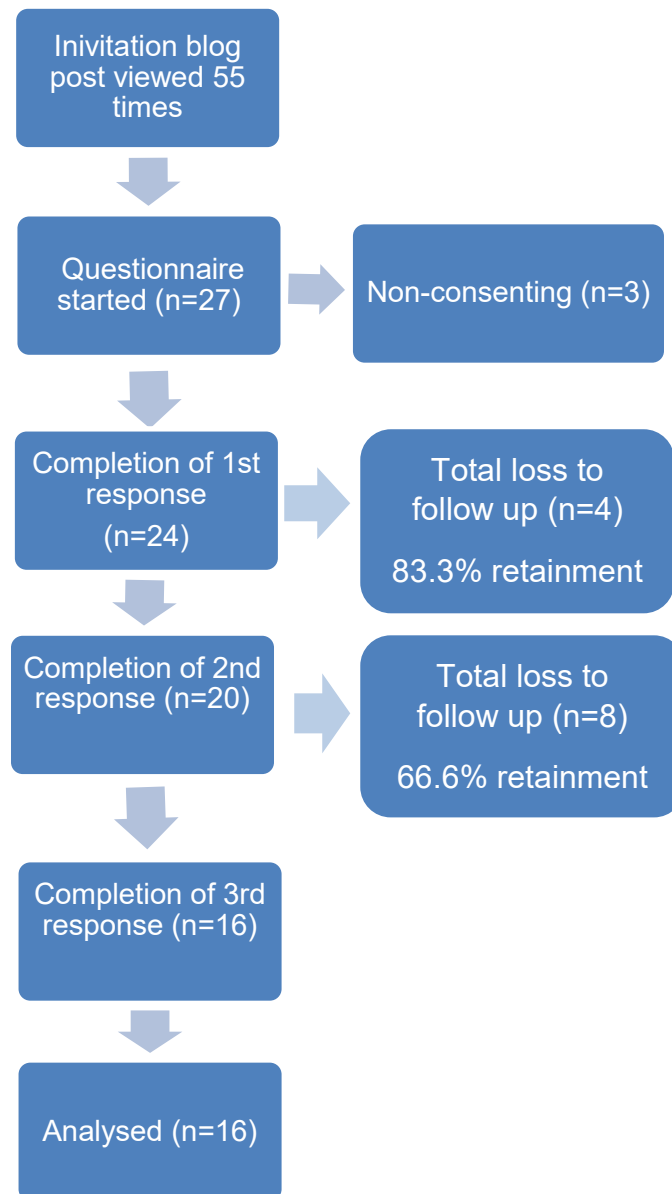 Inivitation blog
post viewed 55
times
Questionnaire
started (n=27)
Non-consenting (n=3)
Completion of 1st
response
(n=24)
Total loss to
follow up (n=4)
83.3% retainment
Completion of 2nd
response (n=20)
Total loss to
follow up (n=8)
66.6% retainment
Completion of 3rd
response (n=16)
Analysed (n=16)